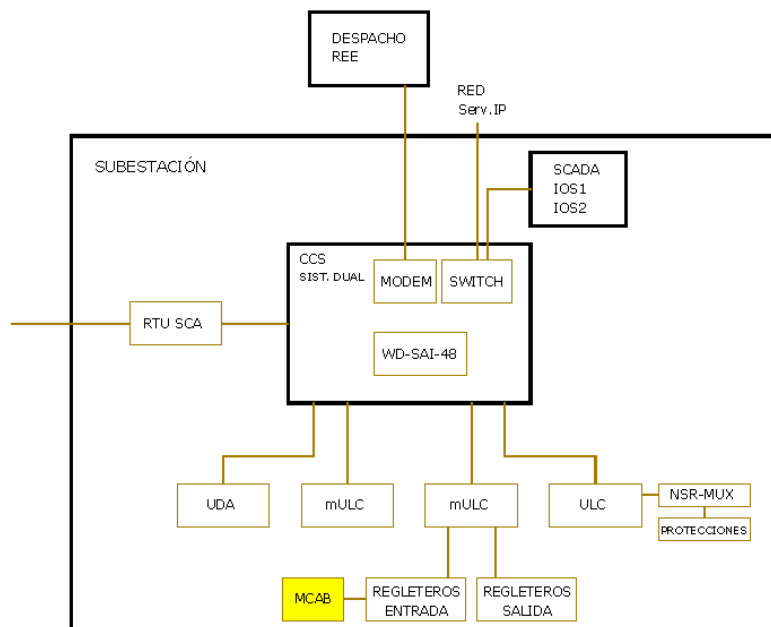 DESPACHO
REE
RED
Serv.IP
SUBESTACIÓN
SCADA
IOS1
IOS2
CCS
SIST. DUAL
MODEM
SWITCH
RTU SCA
WD-SAI-48
UDA
mULC
mULC
ULC
NSR-MUX
PROTECCIONES
MCAB
REGLETEROS
ENTRADA
REGLETEROS
SALIDA